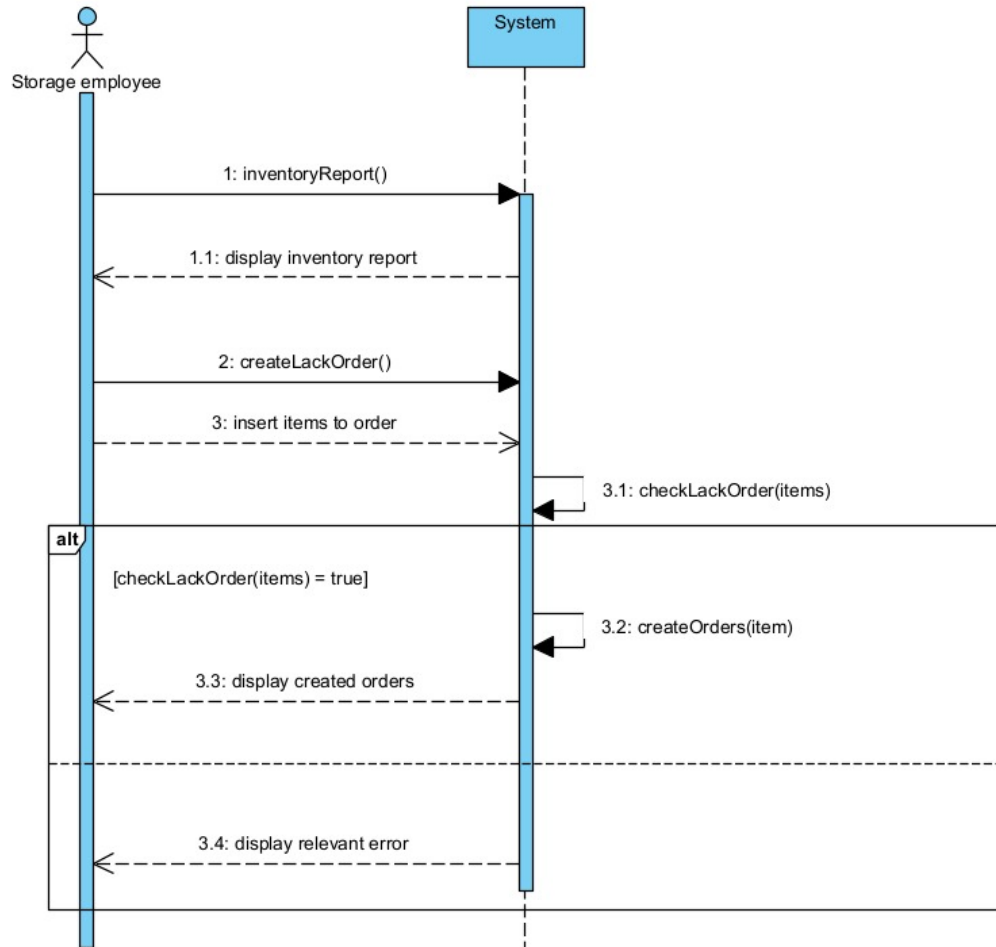 System
Storage employee
1: inventoryReport()
1.1: display inventory report
2: createLackOrder()
3: insert items to order
3.1: checkLackOrder(items)
alt
[checkLackOrder(items) = true]
3.2: createOrders(item)
3.3: display created orders
3.4: display relevant error